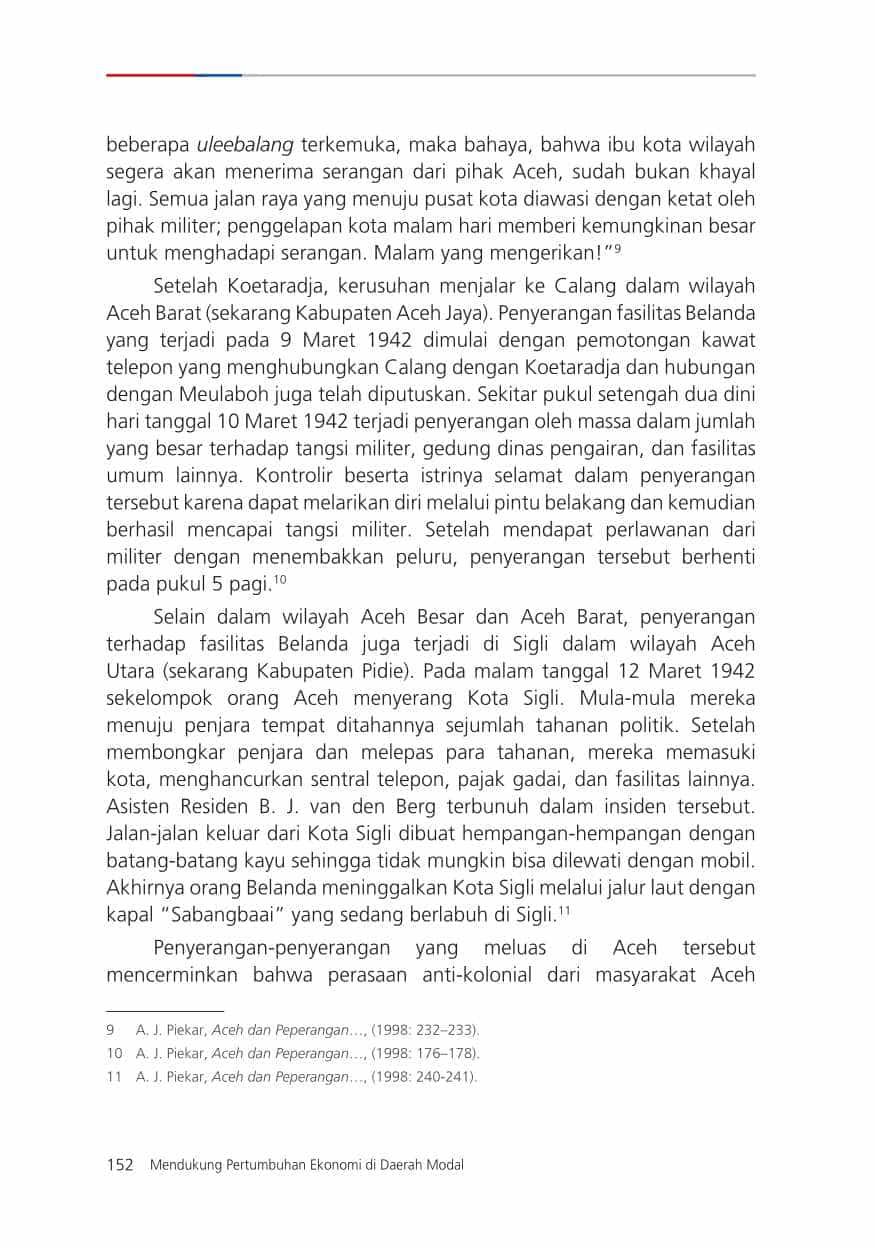 beberapa uleebalang terkemuka, maka bahaya, bahwa ibu kota wilayah
segera akan menerima serangan dari pihak Aceh, sudah bukan khayal
lagi. Semua jalan raya yang menuju pusat kota diawasi dengan ketat oleh
pihak militer; penggelapan kota malam hari memberi kemungkinan besar
untuk menghadapi serangan. Malam yang mengerikan!”⁹
Setelah Koetaradja, kerusuhan menjalar ke Calang dalam wilayah
Aceh Barat (sekarang Kabupaten Aceh Jaya). Penyerangan fasilitas Belanda
yang terjadi pada 9 Maret 1942 dimulai dengan pemotongan kawat
telepon yang menghubungkan Calang dengan Koetaradja dan hubungan
dengan Meulaboh juga telah diputuskan. Sekitar pukul setengah dua dini
hari tanggal 10 Maret 1942 terjadi penyerangan oleh massa dalam jumlah
yang besar terhadap tangsi militer, gedung dinas pengairan, dan fasilitas
umum lainnya. Kontrolir beserta istrinya selamat dalam penyerangan
tersebut karena dapat melarikan diri melalui pintu belakang dan kemudian
berhasil mencapai tangsi militer. Setelah mendapat perlawanan dari
militer dengan menembakkan peluru, penyerangan tersebut berhenti
pada pukul 5 pagi.¹⁰
Selain dalam wilayah Aceh Besar dan Aceh Barat, penyerangan
terhadap fasilitas Belanda juga terjadi di Sigli dalam wilayah Aceh
Utara (sekarang Kabupaten Pidie). Pada malam tanggal 12 Maret 1942
sekelompok orang Aceh menyerang Kota Sigli. Mula-mula mereka
menuju penjara tempat ditahannya sejumlah tahanan politik. Setelah
membongkar penjara dan melepas para tahanan, mereka memasuki
kota, menghancurkan sentral telepon, pajak gadai, dan fasilitas lainnya.
Asisten Residen B. J. van den Berg terbunuh dalam insiden tersebut.
Jalan-jalan keluar dari Kota Sigli dibuat hempangan-hempangan dengan
batang-batang kayu sehingga tidak mungkin bisa dilewati dengan mobil.
Akhirnya orang Belanda meninggalkan Kota Sigli melalui jalur laut dengan
kapal “Sabangbaai” yang sedang berlabuh di Sigli.¹¹
Penyerangan-penyerangan yang meluas di Aceh tersebut
mencerminkan bahwa perasaan anti-kolonial dari masyarakat Aceh
9 A. J. Piekar, Aceh dan Peperangan…, (1998: 232–233).
10 A. J. Piekar, Aceh dan Peperangan…, (1998: 176–178).
11 A. J. Piekar, Aceh dan Peperangan…, (1998: 240-241).
152 Mendukung Pertumbuhan Ekonomi di Daerah Modal